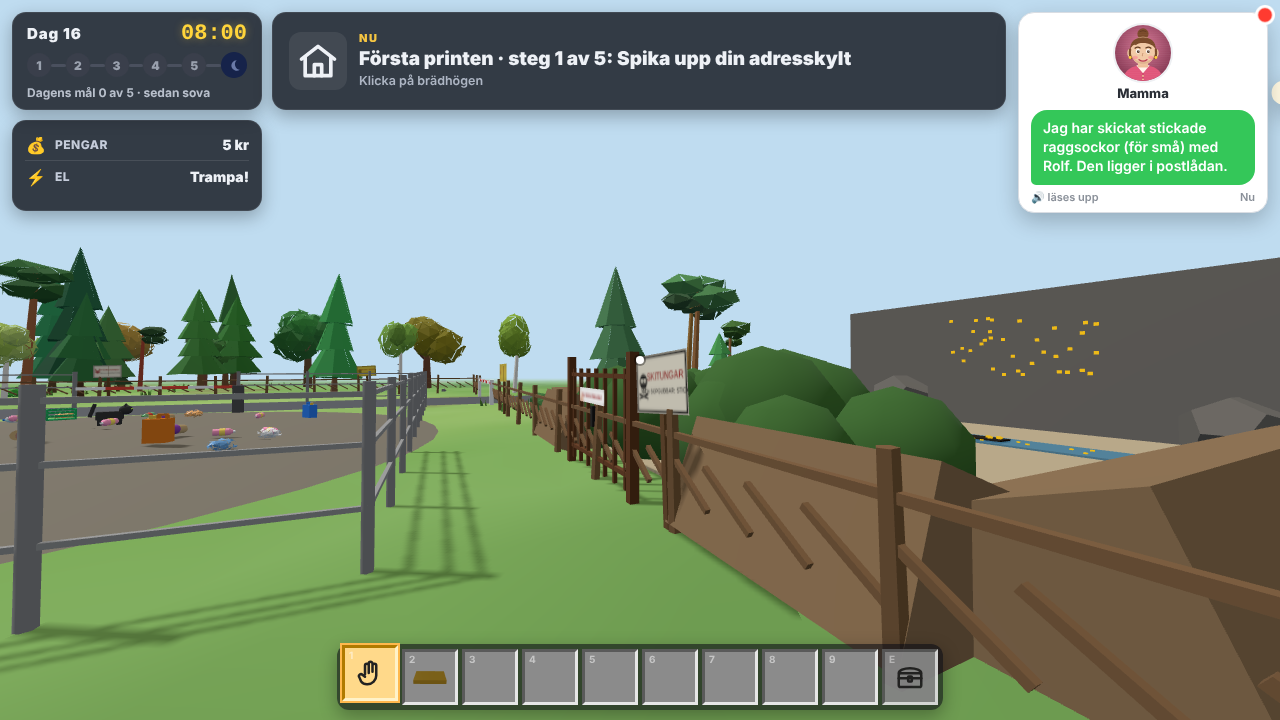 Dag 16
08:00
1
2
3
4
5
Dagens mål 0 av 5 · sedan sova
PENGAR
5 kr
EL
Trampa!
NU
Första printen · steg 1 av 5: Spika upp din adresskylt
Klicka på brädhögen
Mamma
Jag har skickat stickade
raggsockor (för små) med
Rolf. Den ligger i postlådan.
läses upp
Nu
SKITUNGAR
2
3
4
5
6
7
8
9
E